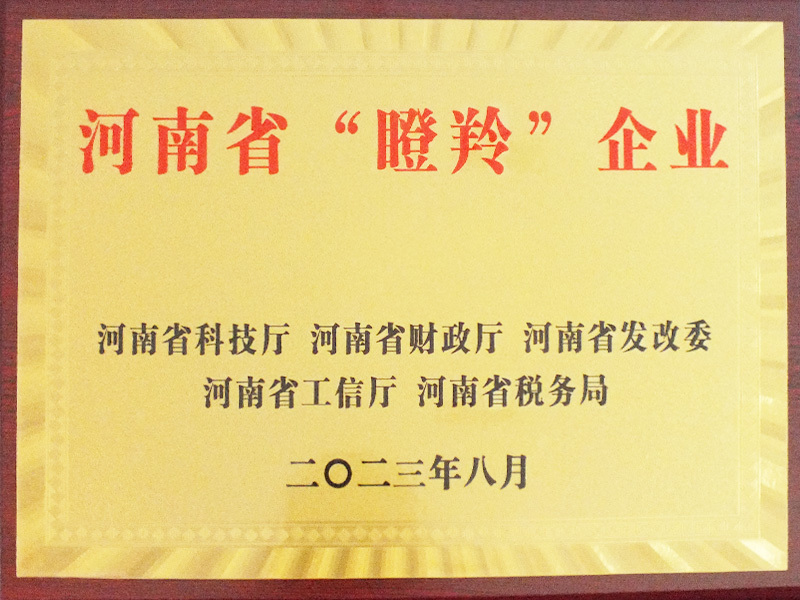 河南省“瞪羚”企业
河南省科技厅 河南省财政厅 河南省发改委
河南省工信厅 河南省税务局
二〇二三年八月